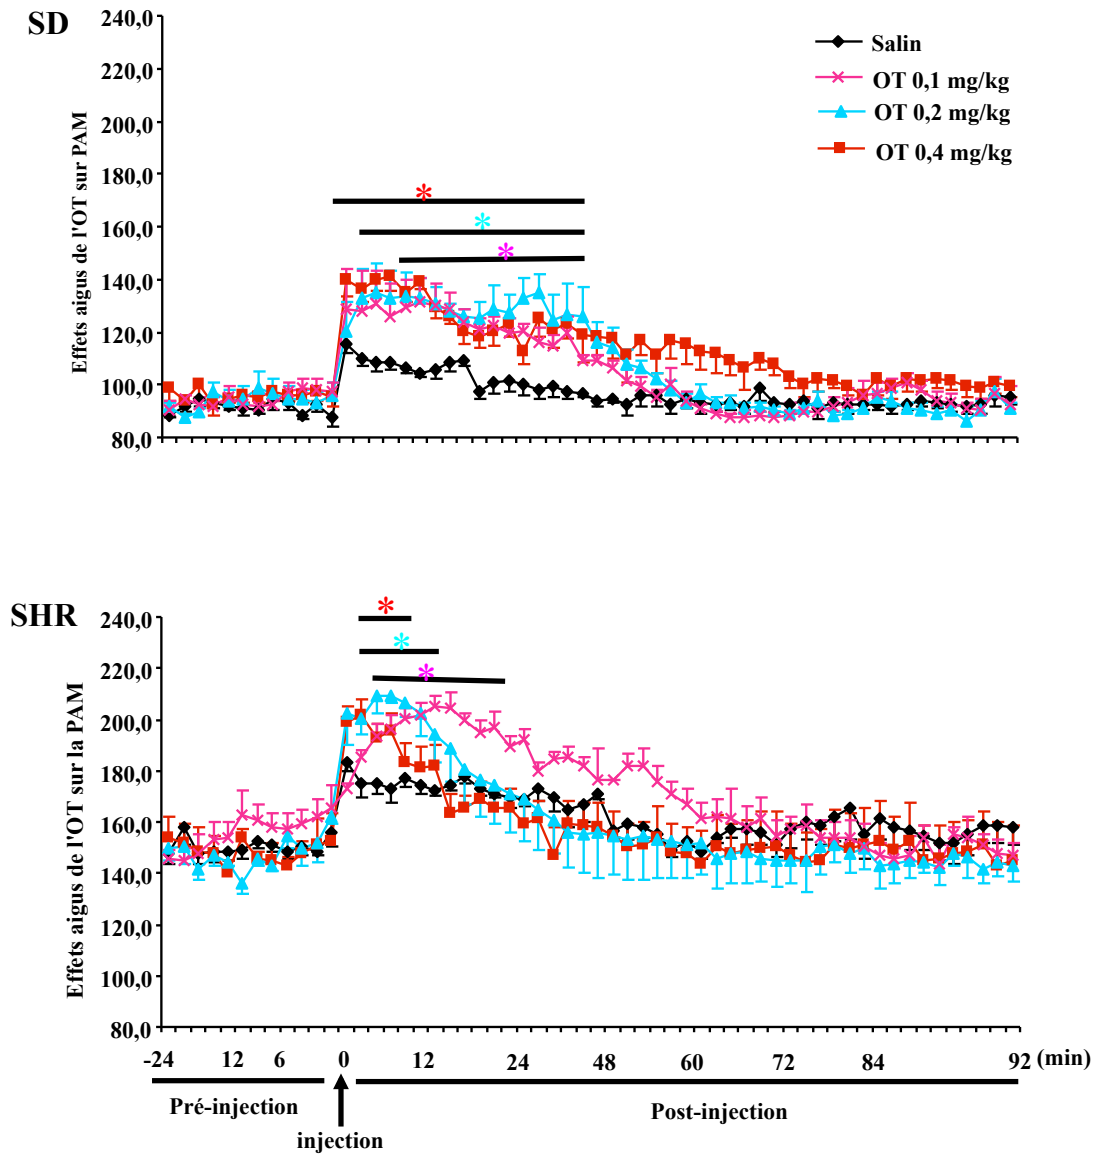 SD
240,0
220,0
200,0
180,0
160,0
140,0
120,0
100,0
80,0
Effets aigus de l'OT sur PAM
Salin
OT 0,1 mg/kg
OT 0,2 mg/kg
OT 0,4 mg/kg
*
*
*
SHR
240,0
220,0
200,0
180,0
160,0
140,0
120,0
100,0
80,0
Effets aigus de l'OT sur la PAM
*
*
*
-24 12 6 0 12 24 48 60 72 84 92 (min)
Pré-injection
Post-injection
injection